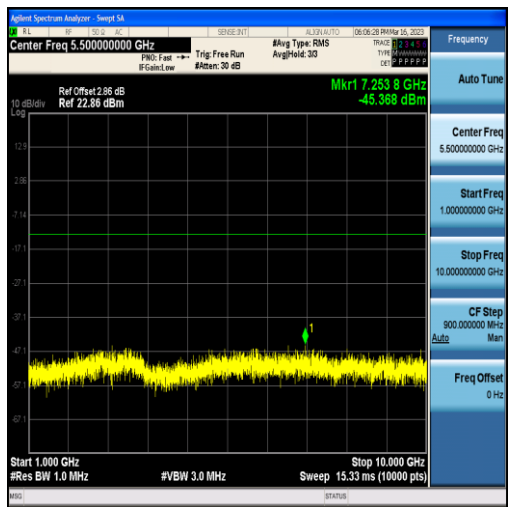 Agilent Spectrum Analyzer - Swept SA
RL RF 50 Ω AC SENSE:INT ALIGN AUTO 06:06:28 PM Mar 16, 2023
Center Freq 5.500000000 GHz
PNO: Fast
IFGain:Low
Trig: Free Run
#Atten: 30 dB
#Avg Type: RMS
Avg|Hold: 3/3
TRACE 1 2 3 4 5 6
TYPE
DET P P P P P P
Mkr1 7.253 8 GHz
-45.368 dBm
Ref Offset 2.86 dB
Ref 22.86 dBm
10 dB/div
Log
12.9
2.86
-7.14
-17.1
-27.1
-37.1
-47.1
-57.1
-67.1
1
Start 1.000 GHz
Stop 10.000 GHz
#Res BW 1.0 MHz
#VBW 3.0 MHz
Sweep 15.33 ms (10000 pts)
MSG
STATUS
Frequency
Auto Tune
Center Freq
5.500000000 GHz
Start Freq
1.000000000 GHz
Stop Freq
10.000000000 GHz
CF Step
900.000000 MHz
Auto Man
Freq Offset
0 Hz